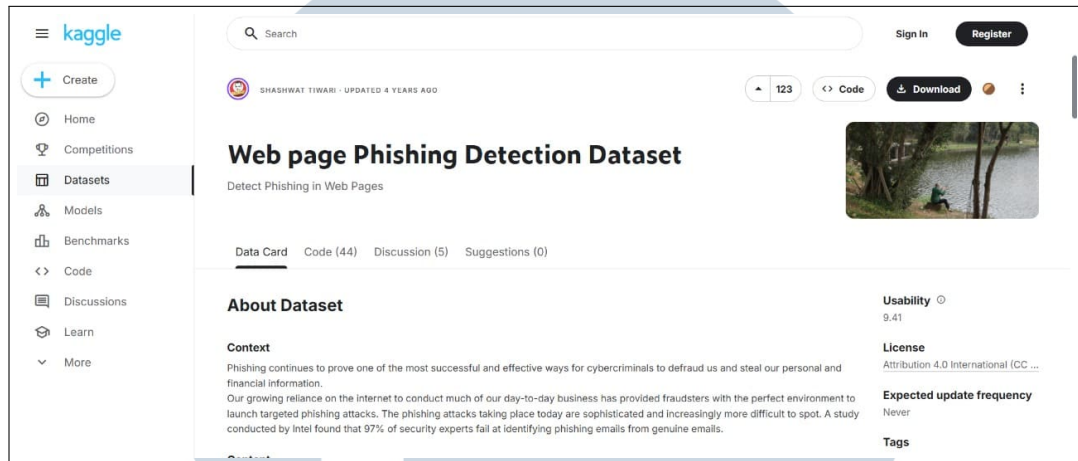 kaggle
Search
Sign In
Register
Create
Home
Competitions
Datasets
Models
Benchmarks
Code
Discussions
Learn
More
SHASHWAT TIWARI · UPDATED 4 YEARS AGO
123
<> Code
Download
Web page Phishing Detection Dataset
Detect Phishing in Web Pages
Data Card Code (44) Discussion (5) Suggestions (0)
About Dataset
Context
Phishing continues to prove one of the most successful and effective ways for cybercriminals to defraud us and steal our personal and
financial information.
Our growing reliance on the internet to conduct much of our day-to-day business has provided fraudsters with the perfect environment to
launch targeted phishing attacks. The phishing attacks taking place today are sophisticated and increasingly more difficult to spot. A study
conducted by Intel found that 97% of security experts fail at identifying phishing emails from genuine emails.
Usability
9.41
License
Attribution 4.0 International (CC ...
Expected update frequency
Never
Tags